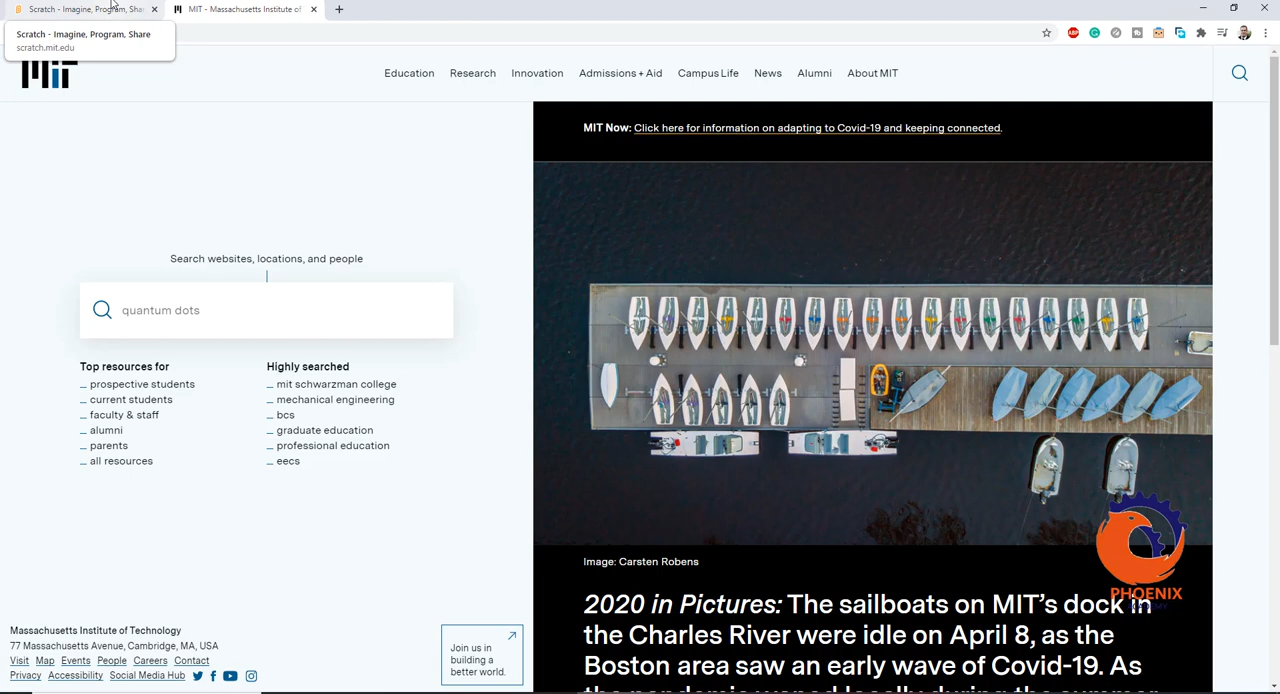 Scratch - Imagine, Program, Shar
MIT - Massachusetts Institute of
Scratch - Imagine, Program, Share
scratch.mit.edu
MIT
Education Research Innovation Admissions + Aid Campus Life News Alumni About MIT
MIT Now: Click here for information on adapting to Covid-19 and keeping connected.
Search websites, locations, and people
quantum dots
Top resources for
prospective students
current students
faculty & staff
alumni
parents
all resources
Highly searched
mit schwarzman college
mechanical engineering
bcs
graduate education
professional education
eecs
Image: Carsten Robens
2020 in Pictures: The sailboats on MIT's dock in
the Charles River were idle on April 8, as the
Boston area saw an early wave of Covid-19. As
PHOENIX
ACADEMY
Massachusetts Institute of Technology
77 Massachusetts Avenue, Cambridge, MA, USA
Visit Map Events People Careers Contact
Privacy Accessibility Social Media Hub
Join us in
building a
better world.